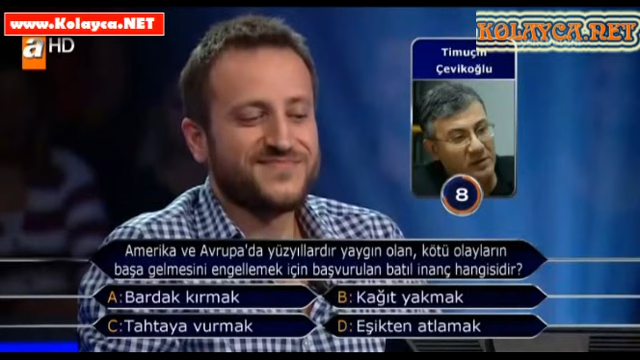 www.Kolayca.NET
KOLAYCA.NET
a HD
Timuçin
Çevikoğlu
8
Amerika ve Avrupa'da yüzyıllardır yaygın olan, kötü olayların
başa gelmesini engellemek için başvurulan batıl inanç hangisidir?
A: Bardak kırmak
B: Kağıt yakmak
C: Tahtaya vurmak
D: Eşikten atlamak